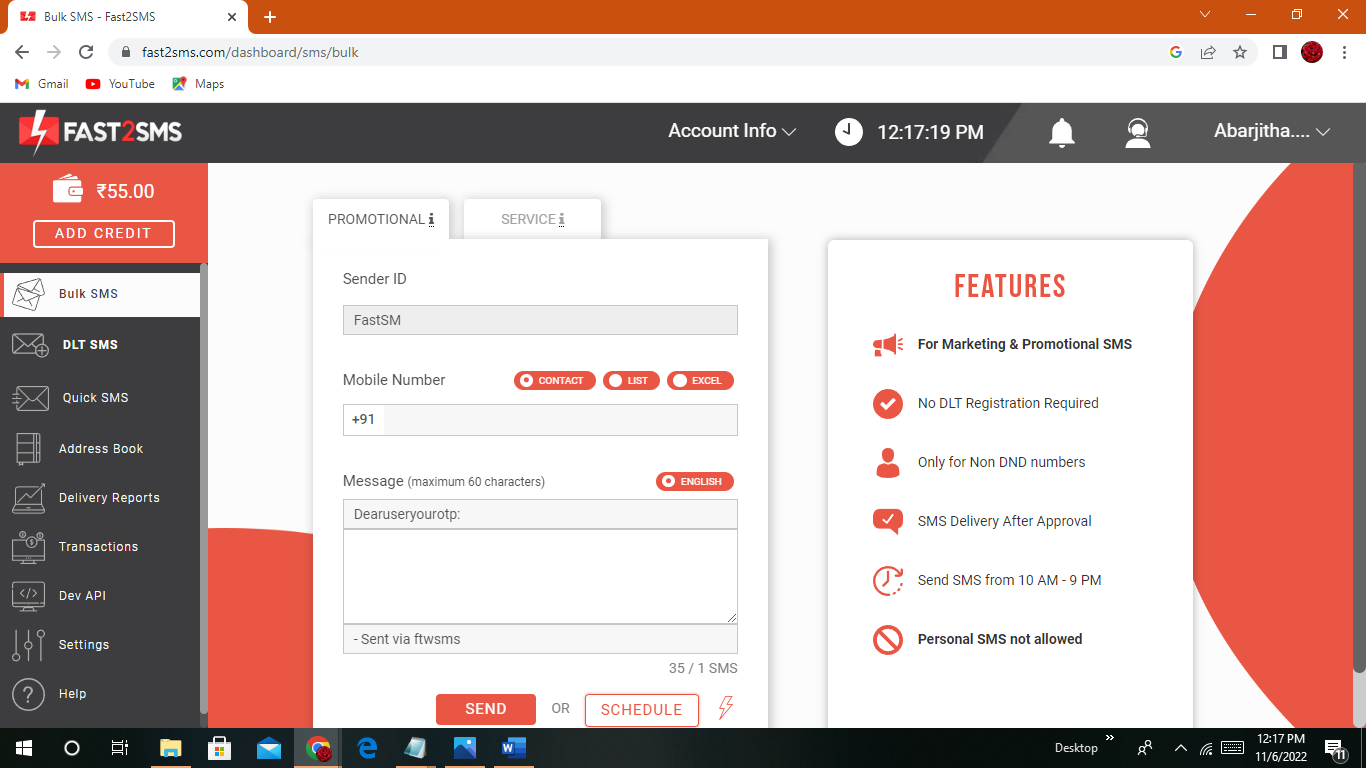 Bulk SMS - Fast2SMS
fast2sms.com/dashboard/sms/bulk
Gmail YouTube Maps
FAST2SMS
Account Info
12:17:19 PM
Abarjitha....
₹55.00
ADD CREDIT
Bulk SMS
DLT SMS
Quick SMS
Address Book
Delivery Reports
Transactions
Dev API
Settings
Help
PROMOTIONAL
SERVICE
Sender ID
FastSM
Mobile Number
CONTACT
LIST
EXCEL
+91
Message (maximum 60 characters)
ENGLISH
Dearuseryourotp:
- Sent via ftwsms
35 / 1 SMS
SEND
OR
SCHEDULE
FEATURES
For Marketing & Promotional SMS
No DLT Registration Required
Only for Non DND numbers
SMS Delivery After Approval
Send SMS from 10 AM - 9 PM
Personal SMS not allowed
Desktop
12:17 PM
11/6/2022
11